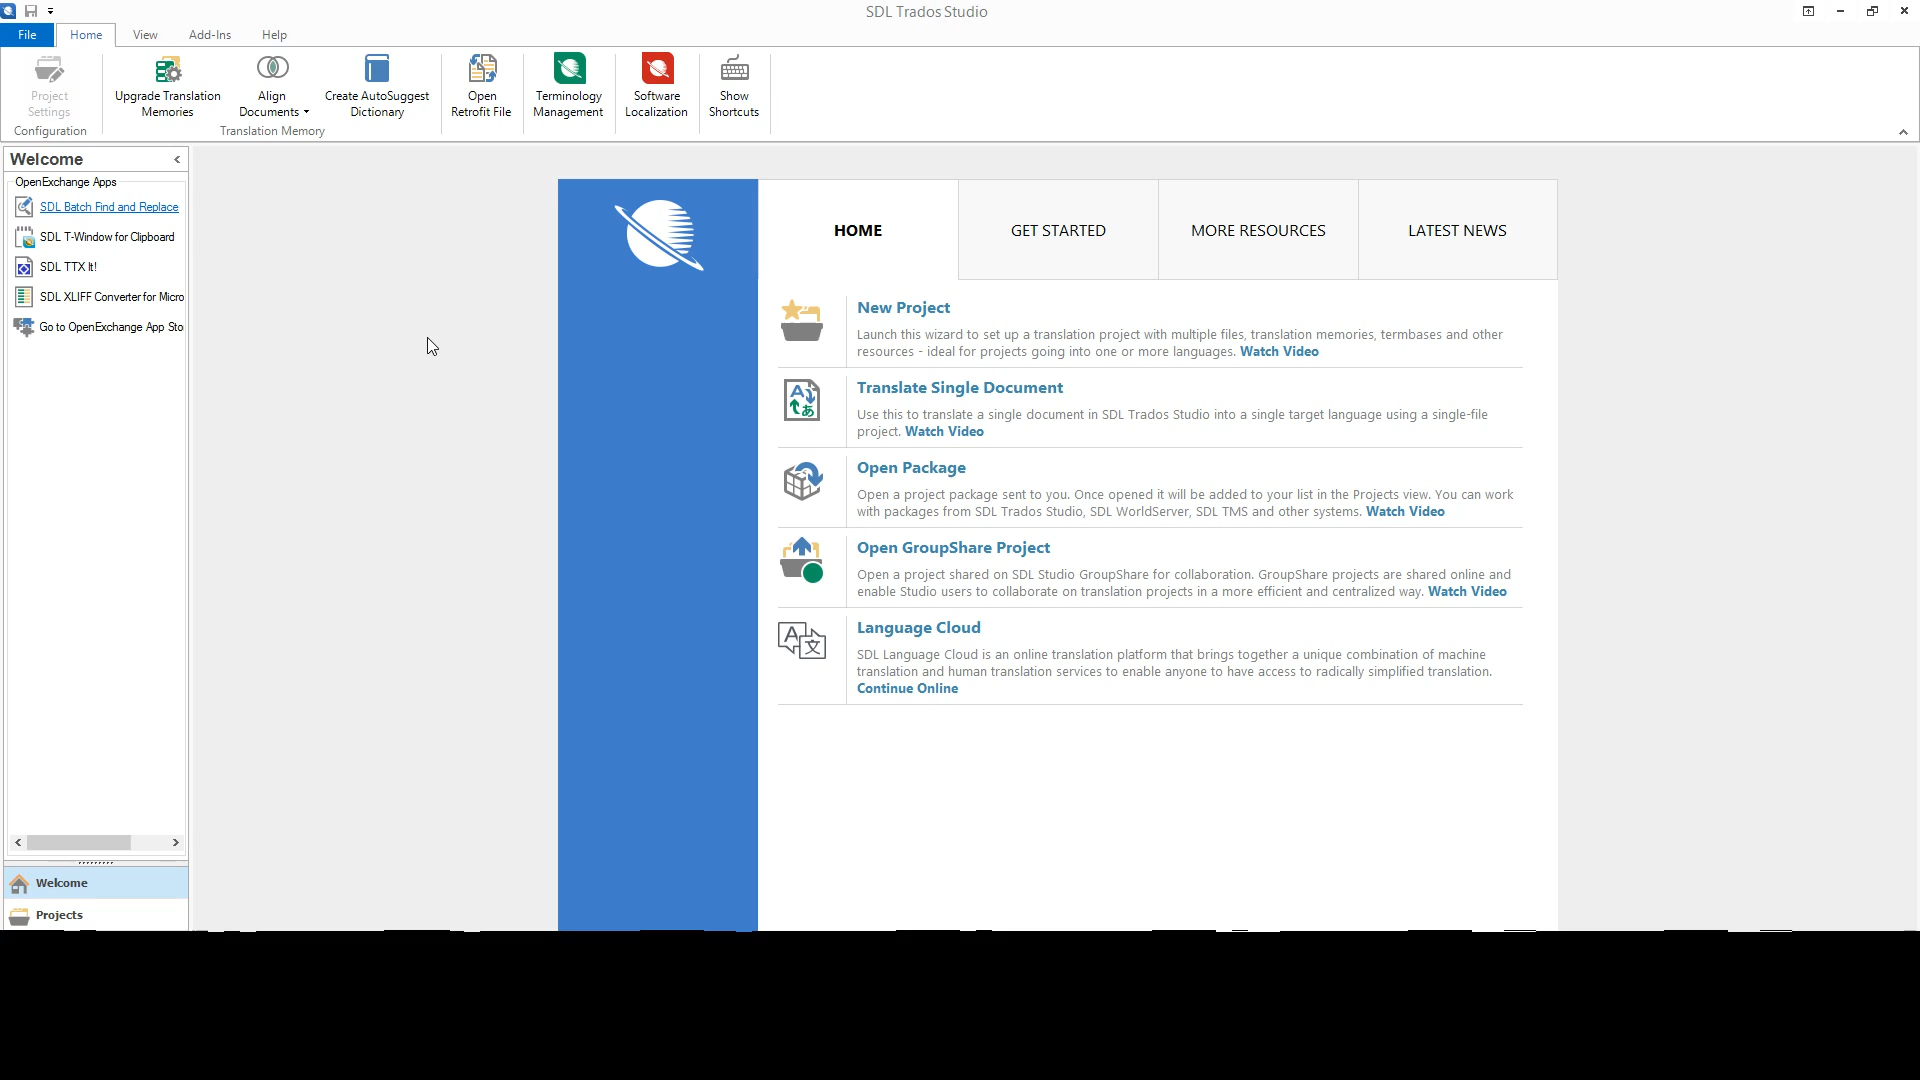 SDL Trados Studio
File Home View Add-Ins Help
Project Settings
Upgrade Translation Memories
Align Documents
Create AutoSuggest Dictionary
Open Retrofit File
Terminology Management
Software Localization
Show Shortcuts
Configuration
Translation Memory
Welcome
OpenExchange Apps
SDL Batch Find and Replace
SDL T-Window for Clipboard
SDL TTX It!
SDL XLIFF Converter for Micro
Go to OpenExchange App Sto
Welcome
Projects
HOME
GET STARTED
MORE RESOURCES
LATEST NEWS
New Project
Launch this wizard to set up a translation project with multiple files, translation memories, termbases and other
resources - ideal for projects going into one or more languages. Watch Video
Translate Single Document
Use this to translate a single document in SDL Trados Studio into a single target language using a single-file
project. Watch Video
Open Package
Open a project package sent to you. Once opened it will be added to your list in the Projects view. You can work
with packages from SDL Trados Studio, SDL WorldServer, SDL TMS and other systems. Watch Video
Open GroupShare Project
Open a project shared on SDL Studio GroupShare for collaboration. GroupShare projects are shared online and
enable Studio users to collaborate on translation projects in a more efficient and centralized way. Watch Video
Language Cloud
SDL Language Cloud is an online translation platform that brings together a unique combination of machine
translation and human translation services to enable anyone to have access to radically simplified translation.
Continue Online